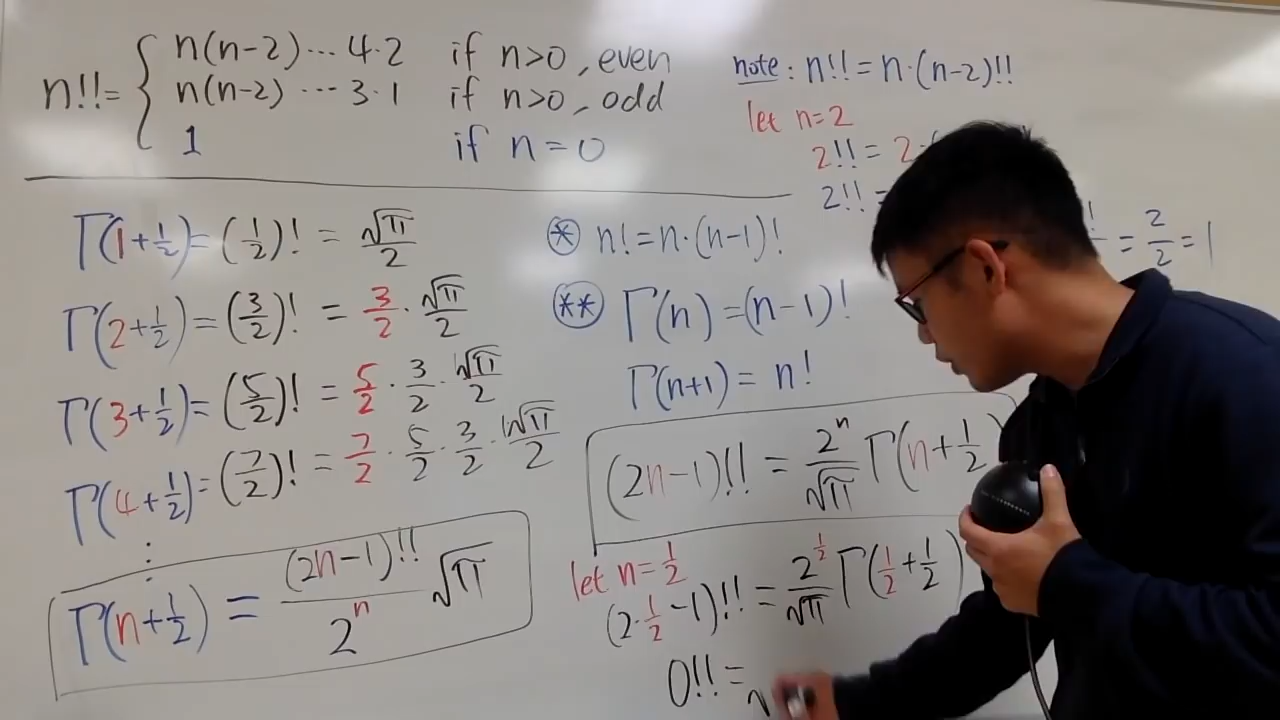 n!!= { n(n-2)⋯4·2 if n>0, even
n(n-2) ⋯ 3·1 if n>0, odd
1 if n=0
note: n!!=n·(n-2)!!
let n=2
2!! = 2·
2!! =
! = 2/2 = 1
Γ(1+1/2)=(1/2)! = √π/2
Γ(2+1/2)=(3/2)! = 3/2·√π/2
Γ(3+1/2)=(5/2)! = 5/2·3/2·√π/2
Γ(4+1/2)=(7/2)! = 7/2·5/2·3/2·√π/2
⋮
Γ(n+1/2) = (2n-1)!!/2^n √π
(*) n!=n·(n-1)!
(**) Γ(n)=(n-1)!
Γ(n+1)= n!
(2n-1)!! = 2^n/√π Γ(n+1/2
let n=1/2
(2·1/2-1)!! = 2^(1/2)/√π Γ(1/2+1/2)
0!! =